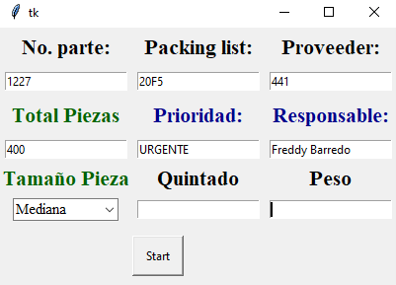 tk
No. parte: Packing list: Proveeder:
1227 20F5 441
Total Piezas Prioridad: Responsable:
400 URGENTE Freddy Barredo
Tamaño Pieza Quintado Peso
Mediana
Start